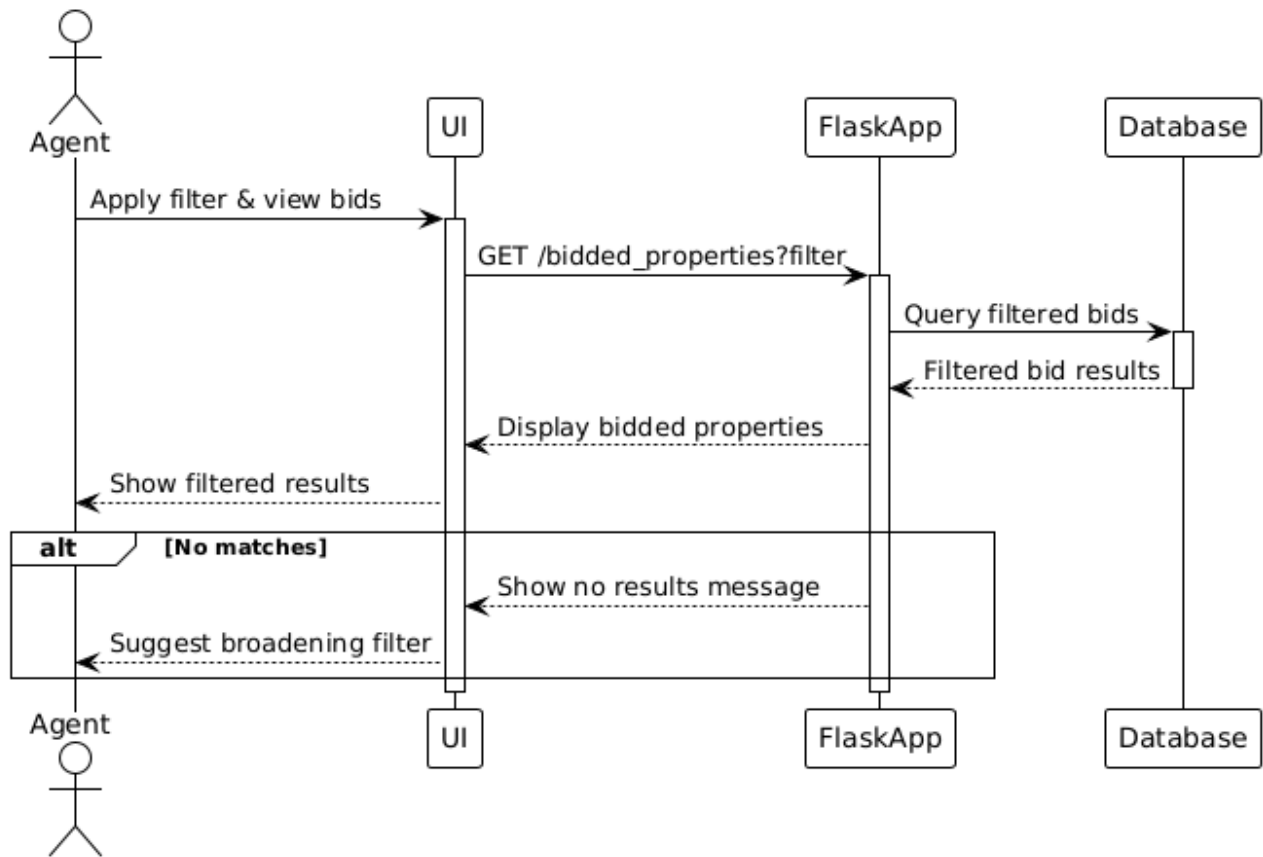 Agent
UI
FlaskApp
Database
Apply filter & view bids
GET /bidded_properties?filter
Query filtered bids
Filtered bid results
Display bidded properties
Show filtered results
alt
[No matches]
Show no results message
Suggest broadening filter
Agent
UI
FlaskApp
Database